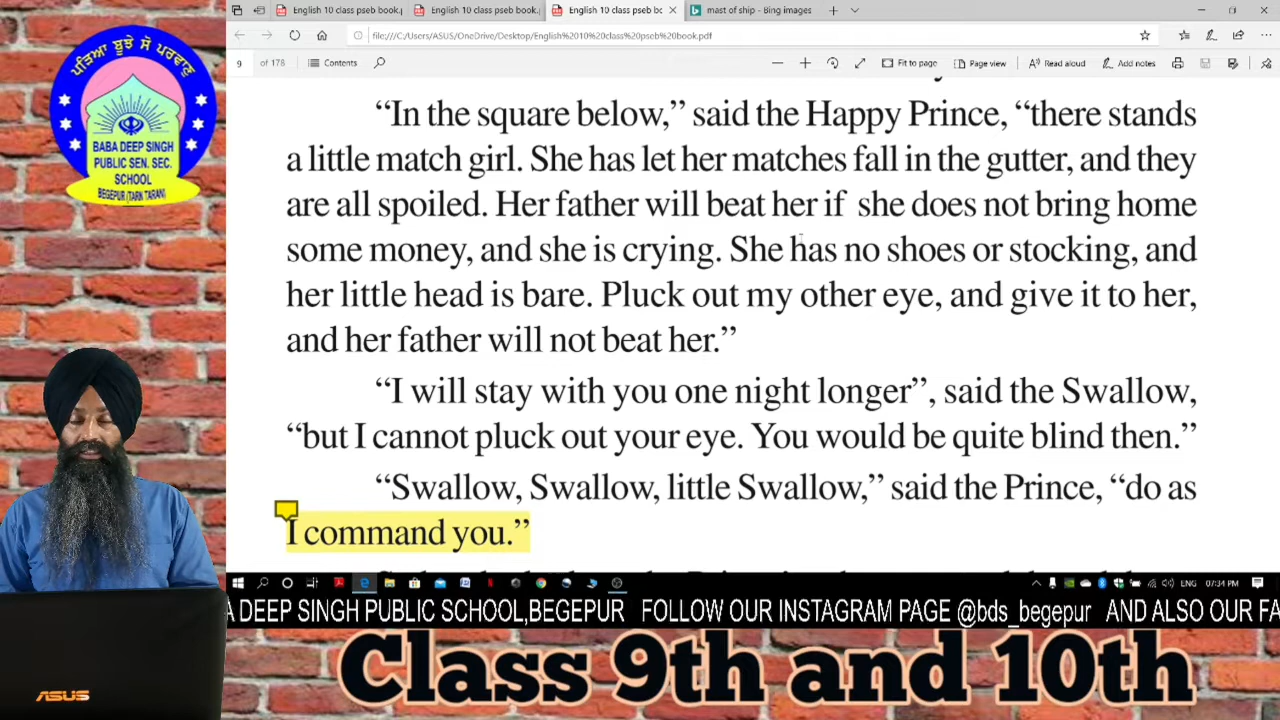 ਪੜਿਆ ਬੂਝੈ ਸੋ ਪਰਵਾਣੁ
BABA DEEP SINGH
PUBLIC SEN. SEC.
SCHOOL
BEGEPUR (TARN TARAN)
English 10 class pseb book.p
English 10 class pseb book.
English 10 class pseb bo
mast of ship - Bing images
file:///C:/Users/ASUS/OneDrive/Desktop/English%2010%20class%20pseb%20book.pdf
9 of 178 Contents Fit to page Page view Read aloud Add notes
“In the square below,” said the Happy Prince, “there stands
a little match girl. She has let her matches fall in the gutter, and they
are all spoiled. Her father will beat her if she does not bring home
some money, and she is crying. She has no shoes or stocking, and
her little head is bare. Pluck out my other eye, and give it to her,
and her father will not beat her.”
“I will stay with you one night longer”, said the Swallow,
“but I cannot pluck out your eye. You would be quite blind then.”
“Swallow, Swallow, little Swallow,” said the Prince, “do as
I command you.”
ENG 07:34 PM
A DEEP SINGH PUBLIC SCHOOL,BEGEPUR FOLLOW OUR INSTAGRAM PAGE @bds_begepur AND ALSO OUR FA
Class 9th and 10th
ASUS